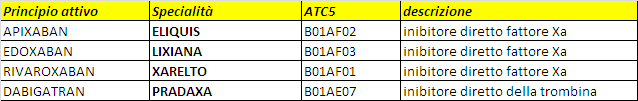 Principio attivo Specialità ATC5 descrizione
APIXABAN ELIQUIS B01AF02 inibitore diretto fattore Xa
EDOXABAN LIXIANA B01AF03 inibitore diretto fattore Xa
RIVAROXABAN XARELTO B01AF01 inibitore diretto fattore Xa
DABIGATRAN PRADAXA B01AE07 inibitore diretto della trombina